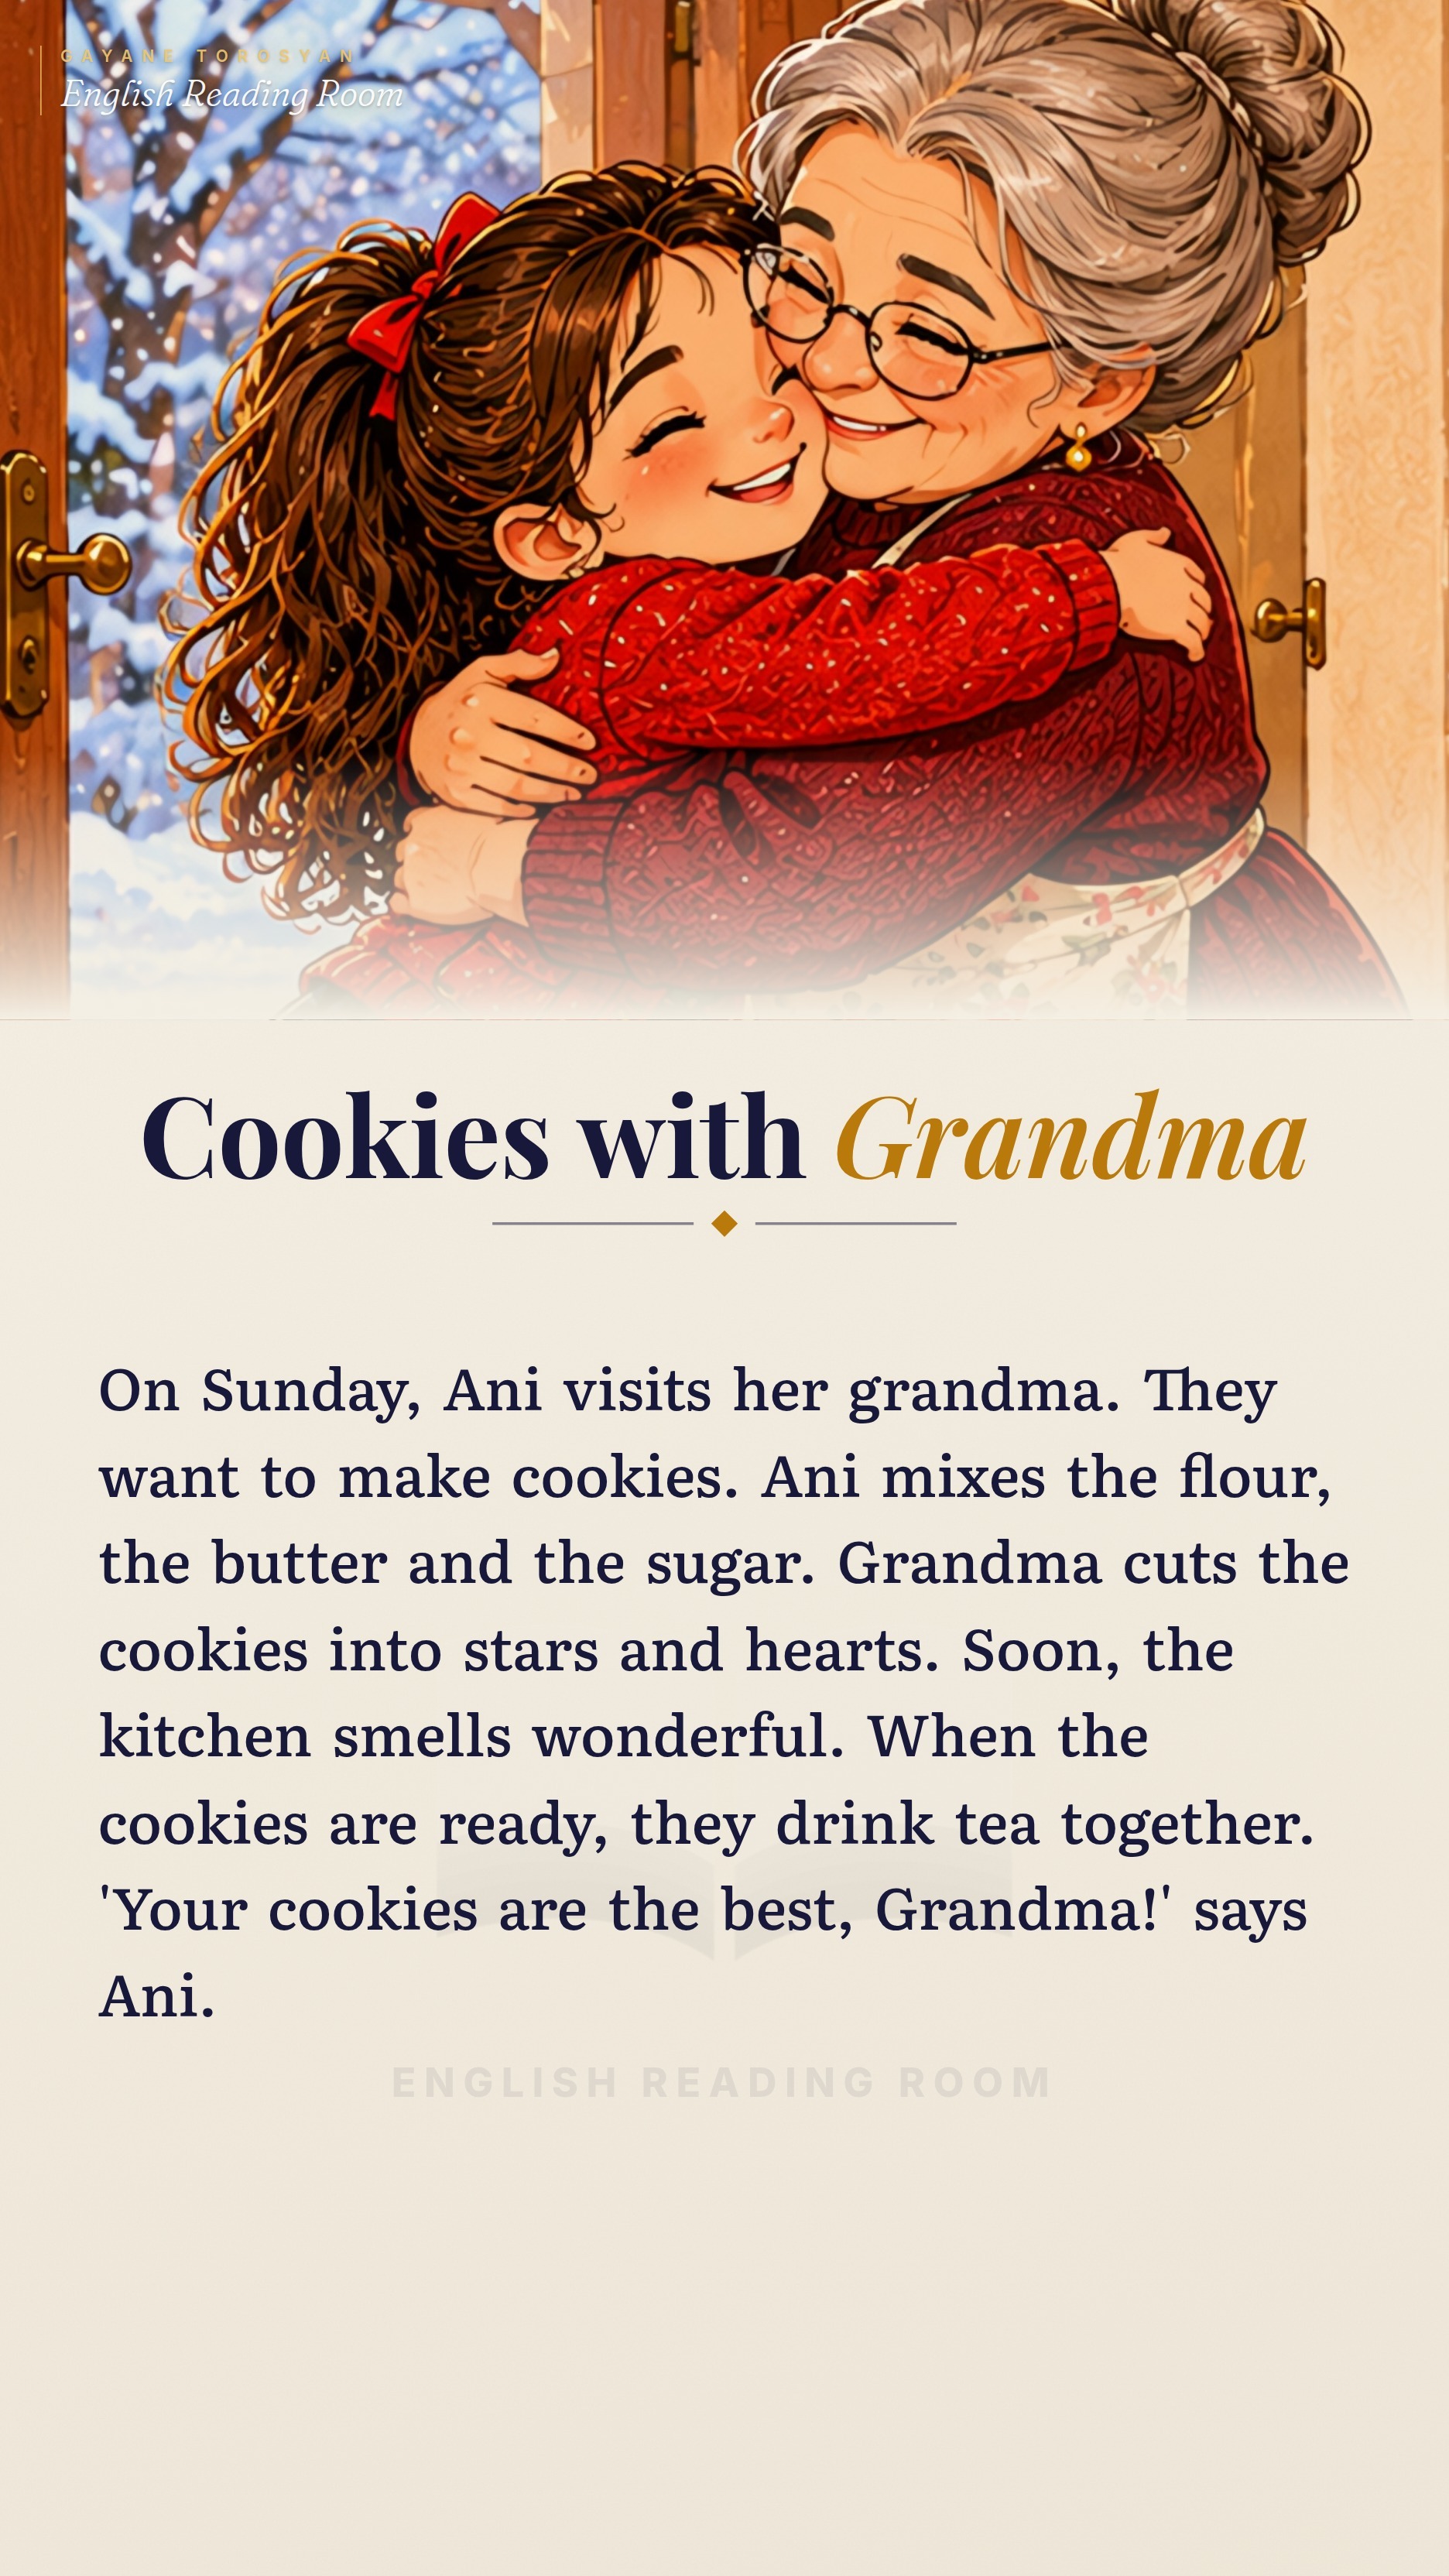 GAYANE TOROSYAN
English Reading Room
Cookies with Grandma
On Sunday, Ani visits her grandma. They
want to make cookies. Ani mixes the flour,
the butter and the sugar. Grandma cuts the
cookies into stars and hearts. Soon, the
kitchen smells wonderful. When the
cookies are ready, they drink tea together.
'Your cookies are the best, Grandma!' says
Ani.
ENGLISH READING ROOM